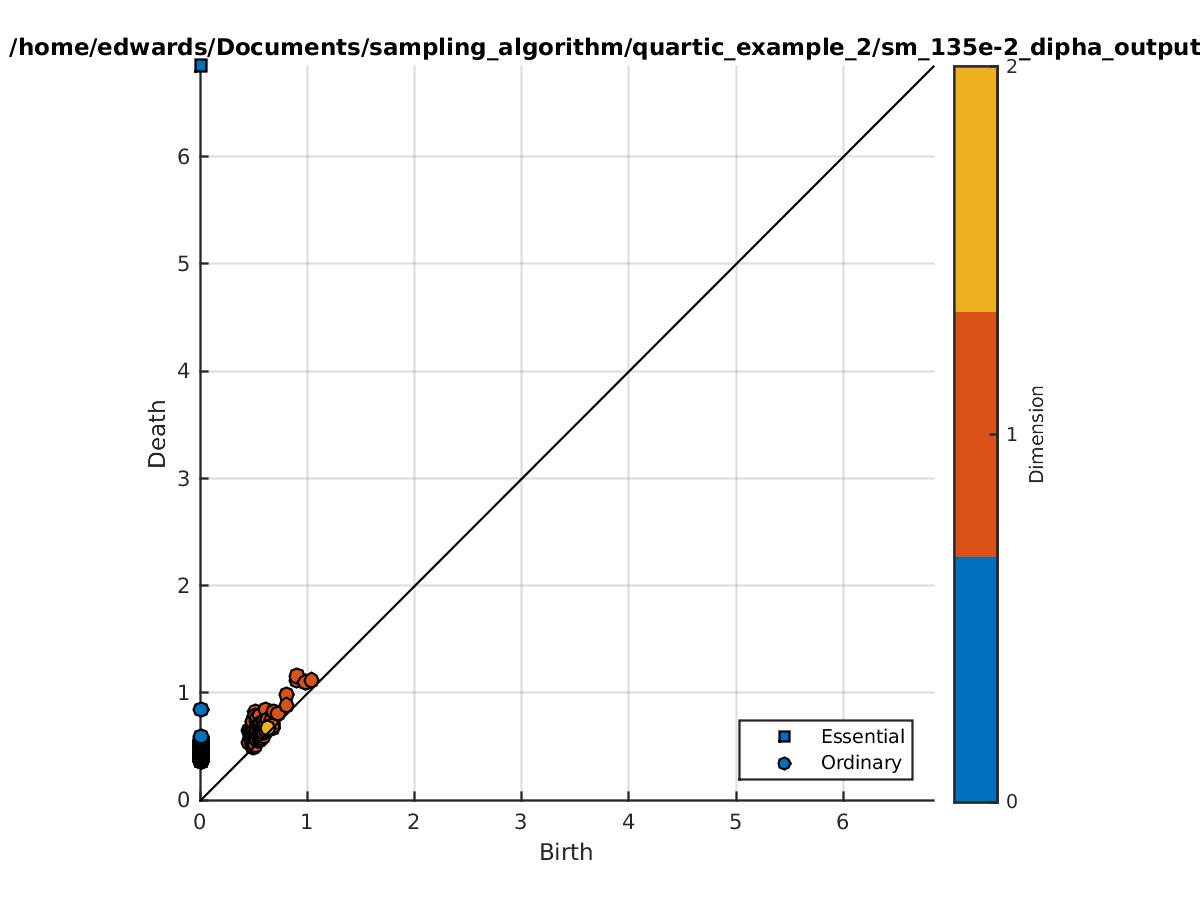 /home/edwards/Documents/sampling_algorithm/quartic_example_2/sm_135e-2_dipha_output
2
6
5
4
Death
1
Dimension
3
2
1
Essential
Ordinary
0
0
0
1
2
3
4
5
6
Birth